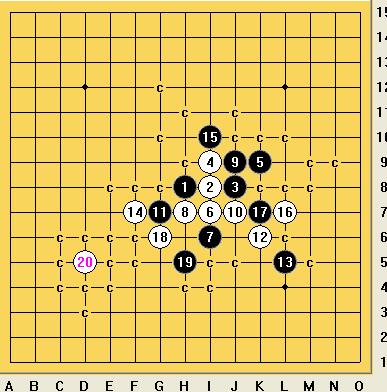 15
14
13
c 12
c c 11
c 15 c c c 10
c 4 9 5 c c 9
c c c 1 2 3 c c c 8
14 11 8 6 10 17 16 7
c c c c 18 7 12 c 6
c 20 c c 19 c c 13 c 5
c c c c c c 4
c 3
2
1
A B C D E F G H I J K L M N O